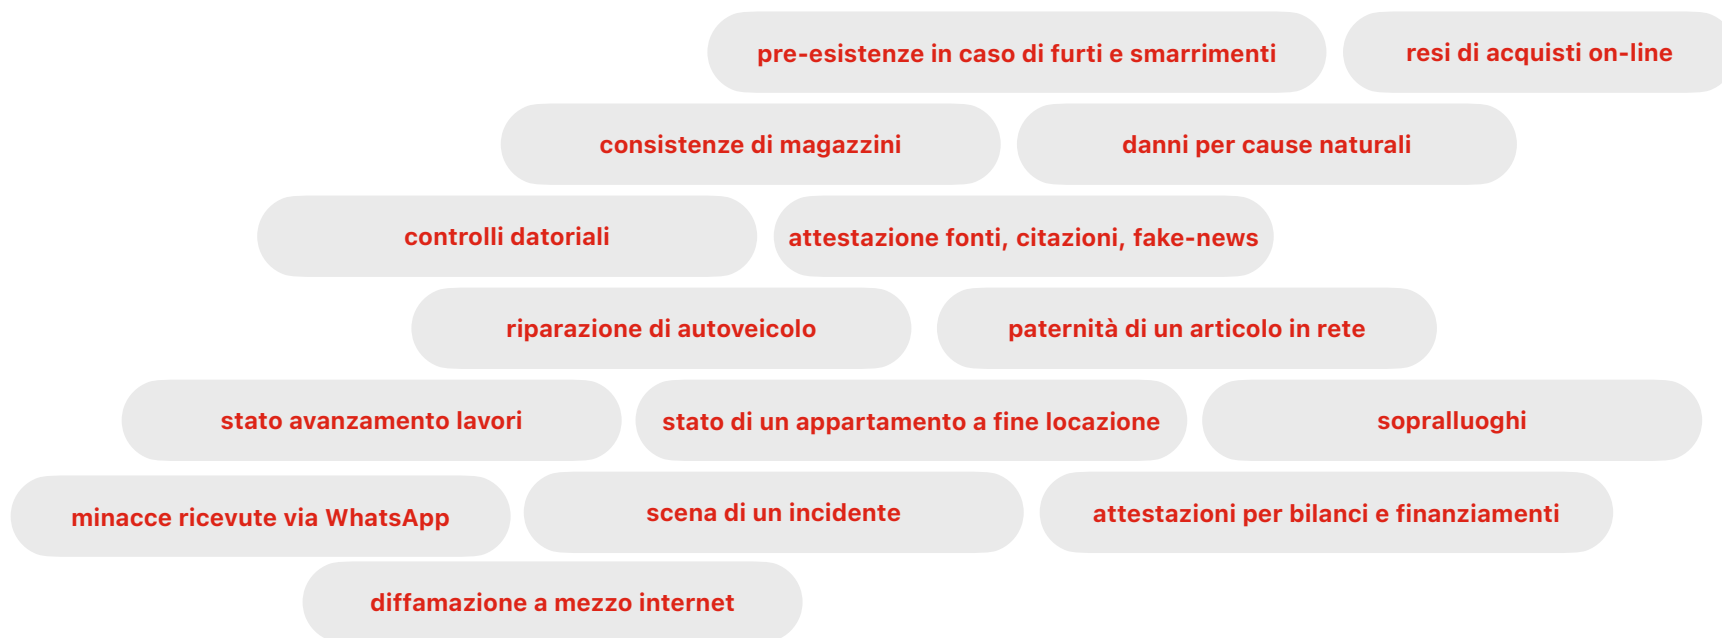 pre-esistenze in caso di furti e smarrimenti
resi di acquisti on-line
consistenze di magazzini
danni per cause naturali
controlli datoriali
attestazione fonti, citazioni, fake-news
riparazione di autoveicolo
paternità di un articolo in rete
stato avanzamento lavori
stato di un appartamento a fine locazione
sopralluoghi
minacce ricevute via WhatsApp
scena di un incidente
attestazioni per bilanci e finanziamenti
diffamazione a mezzo internet